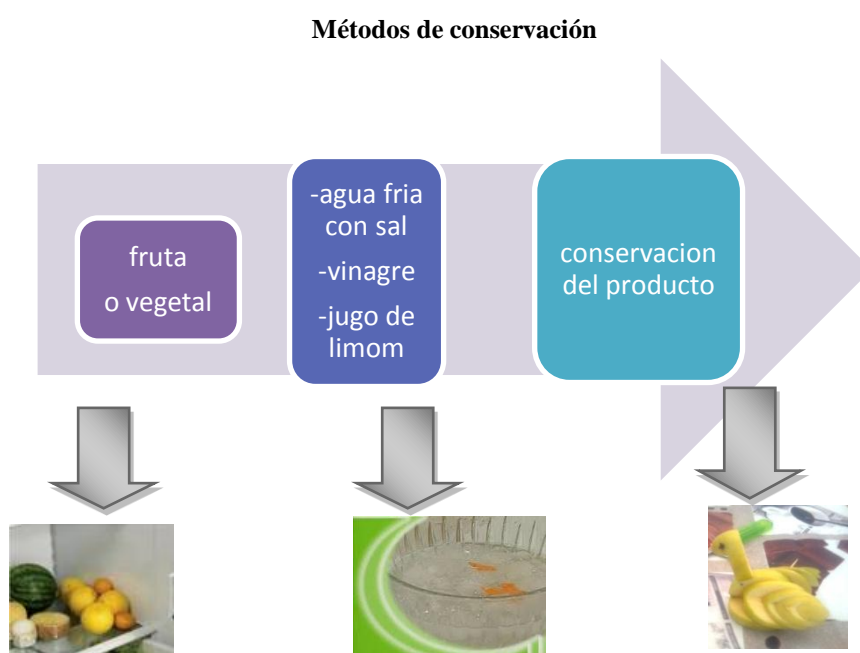 Métodos de conservación
fruta
o vegetal
-agua fria
con sal
-vinagre
-jugo de
limom
conservacion
del producto